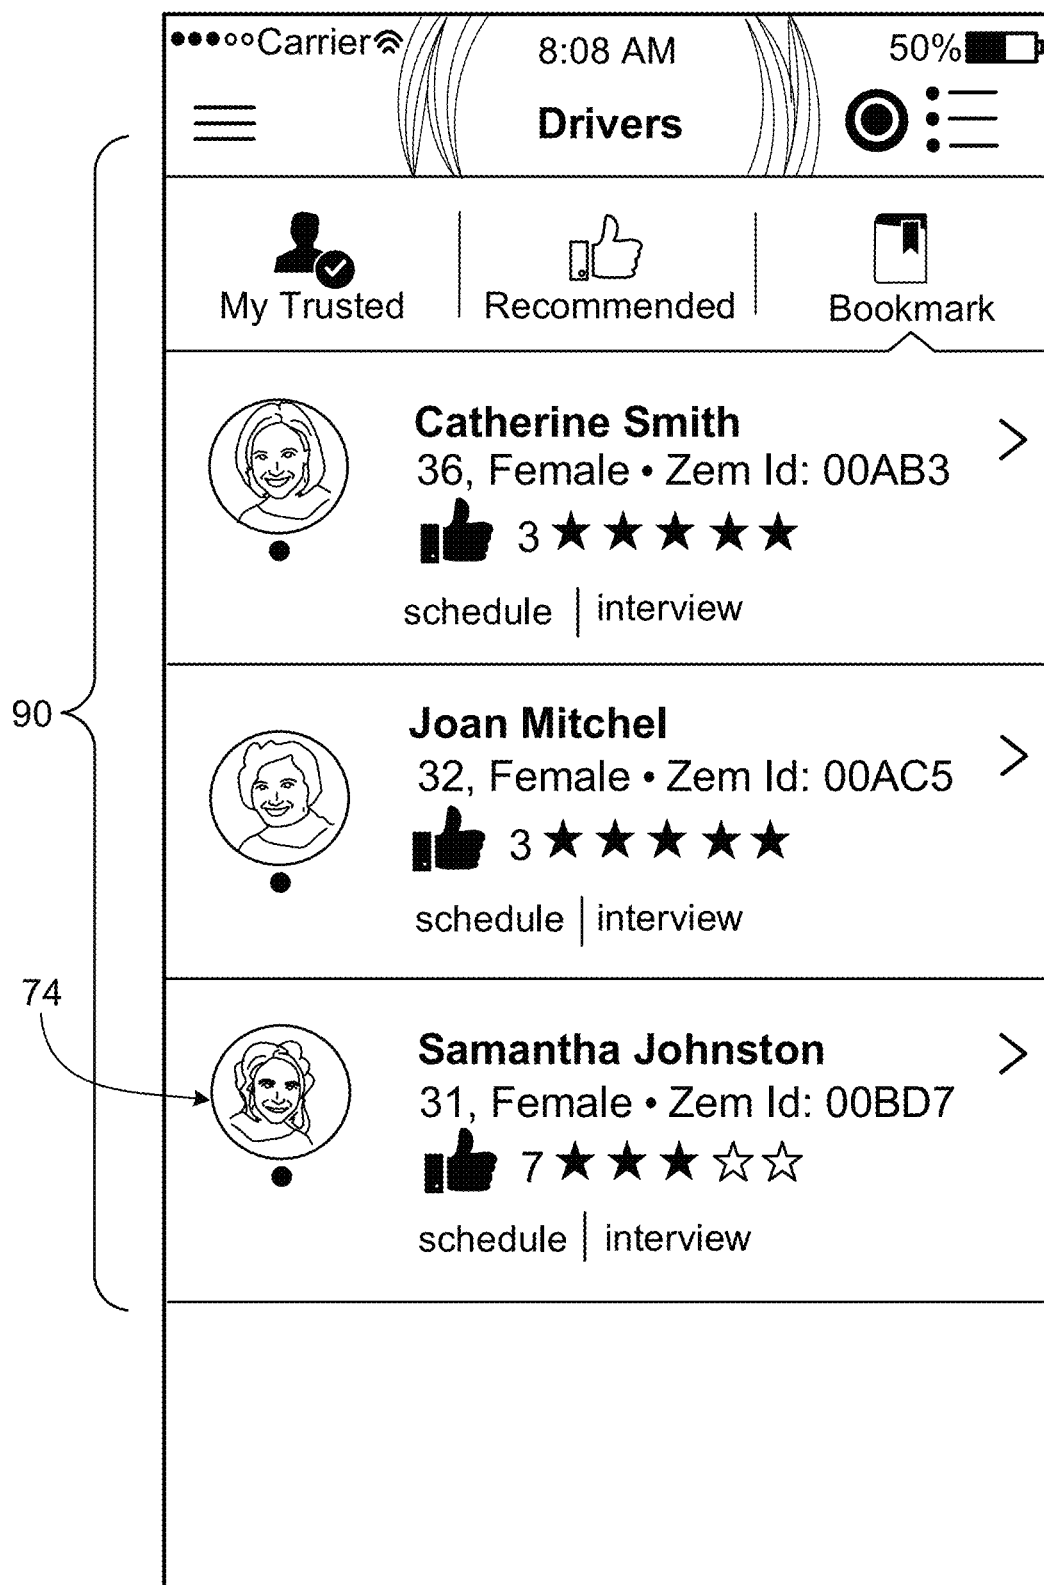 Carrier 8:08 AM 50%
Drivers
My Trusted Recommended Bookmark
Catherine Smith
36, Female • Zem Id: 00AB3
3
schedule | interview
90
Joan Mitchel
32, Female • Zem Id: 00AC5
3
schedule | interview
74
Samantha Johnston
31, Female • Zem Id: 00BD7
7
schedule | interview